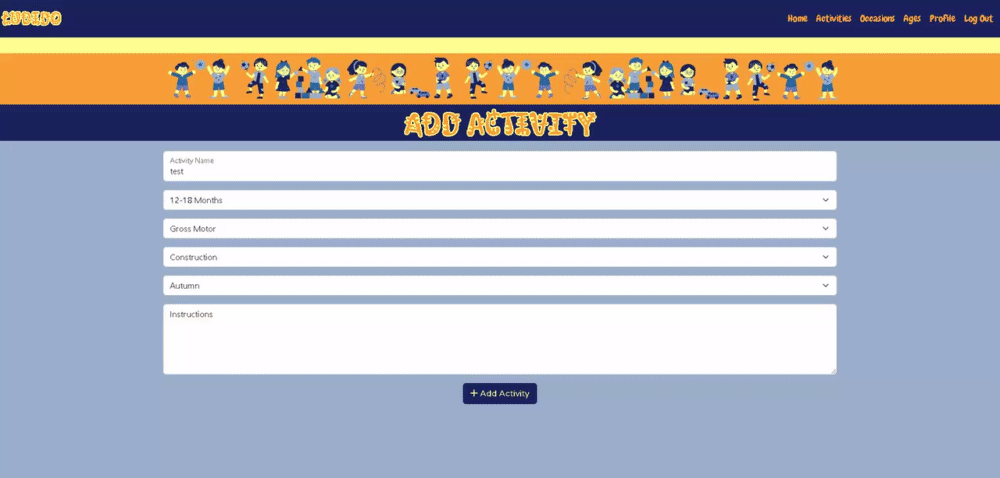 LUDIDO
Home Activities Occasions Ages Profile Log Out
ADD ACTIVITY
Activity Name
test
12-18 Months
Gross Motor
Construction
Autumn
Instructions
+ Add Activity